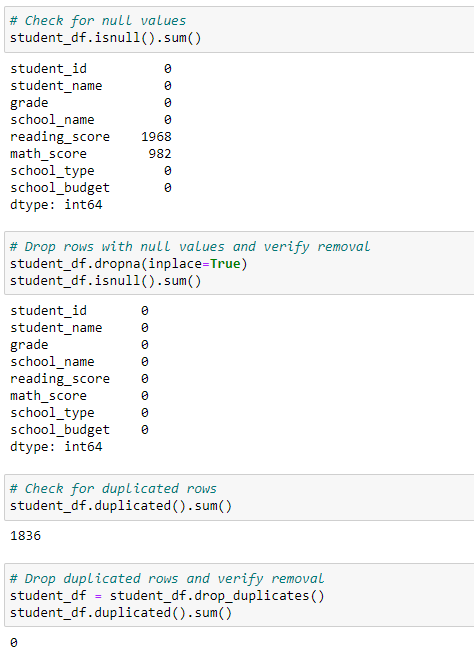 # Check for null values
student_df.isnull().sum()
student_id 0
student_name 0
grade 0
school_name 0
reading_score 1968
math_score 982
school_type 0
school_budget 0
dtype: int64
# Drop rows with null values and verify removal
student_df.dropna(inplace=True)
student_df.isnull().sum()
student_id 0
student_name 0
grade 0
school_name 0
reading_score 0
math_score 0
school_type 0
school_budget 0
dtype: int64
# Check for duplicated rows
student_df.duplicated().sum()
1836
# Drop duplicated rows and verify removal
student_df = student_df.drop_duplicates()
student_df.duplicated().sum()
0